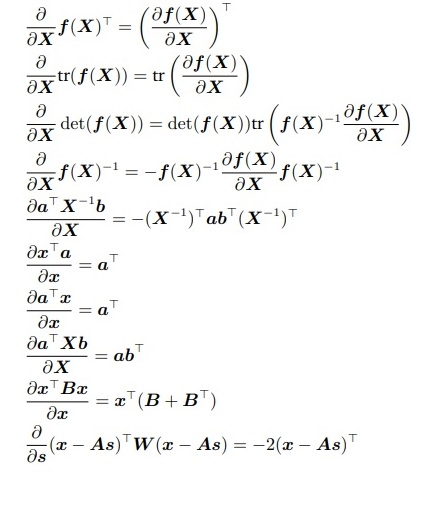 ∂/∂X f(X)⊤ = (∂f(X)/∂X)⊤
∂/∂X tr(f(X)) = tr(∂f(X)/∂X)
∂/∂X det(f(X)) = det(f(X))tr(f(X)⁻¹ ∂f(X)/∂X)
∂/∂X f(X)⁻¹ = −f(X)⁻¹ ∂f(X)/∂X f(X)⁻¹
∂a⊤X⁻¹b/∂X = −(X⁻¹)⊤ab⊤(X⁻¹)⊤
∂x⊤a/∂x = a⊤
∂a⊤x/∂x = a⊤
∂a⊤Xb/∂X = ab⊤
∂x⊤Bx/∂x = x⊤(B + B⊤)
∂/∂s (x − As)⊤W(x − As) = −2(x − As)⊤